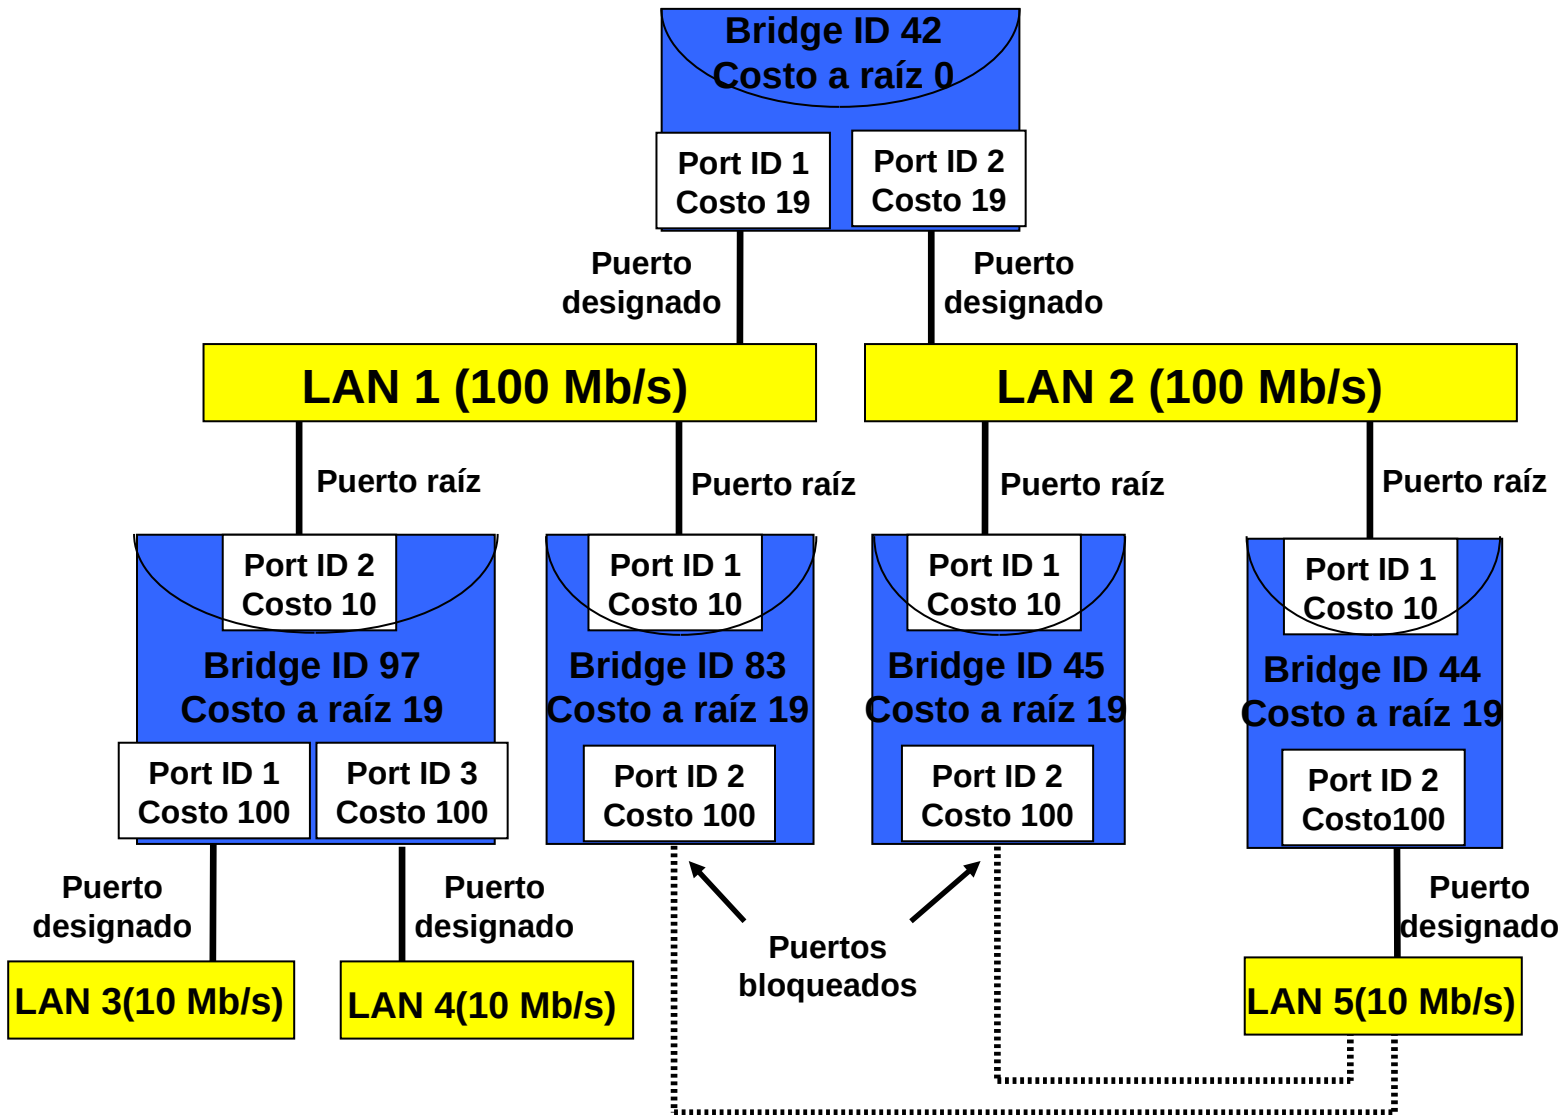 Bridge ID 42
Costo a raíz 0
Port ID 1
Costo 19
Port ID 2
Costo 19
Puerto
designado
Puerto
designado
LAN 1 (100 Mb/s)
LAN 2 (100 Mb/s)
Puerto raíz
Puerto raíz
Puerto raíz
Puerto raíz
Port ID 2
Costo 10
Bridge ID 97
Costo a raíz 19
Port ID 1
Costo 100
Port ID 3
Costo 100
Port ID 1
Costo 10
Bridge ID 83
Costo a raíz 19
Port ID 2
Costo 100
Port ID 1
Costo 10
Bridge ID 45
Costo a raíz 19
Port ID 2
Costo 100
Port ID 1
Costo 10
Bridge ID 44
Costo a raíz 19
Port ID 2
Costo100
Puerto
designado
Puerto
designado
Puertos
bloqueados
Puerto
designado
LAN 3(10 Mb/s)
LAN 4(10 Mb/s)
LAN 5(10 Mb/s)